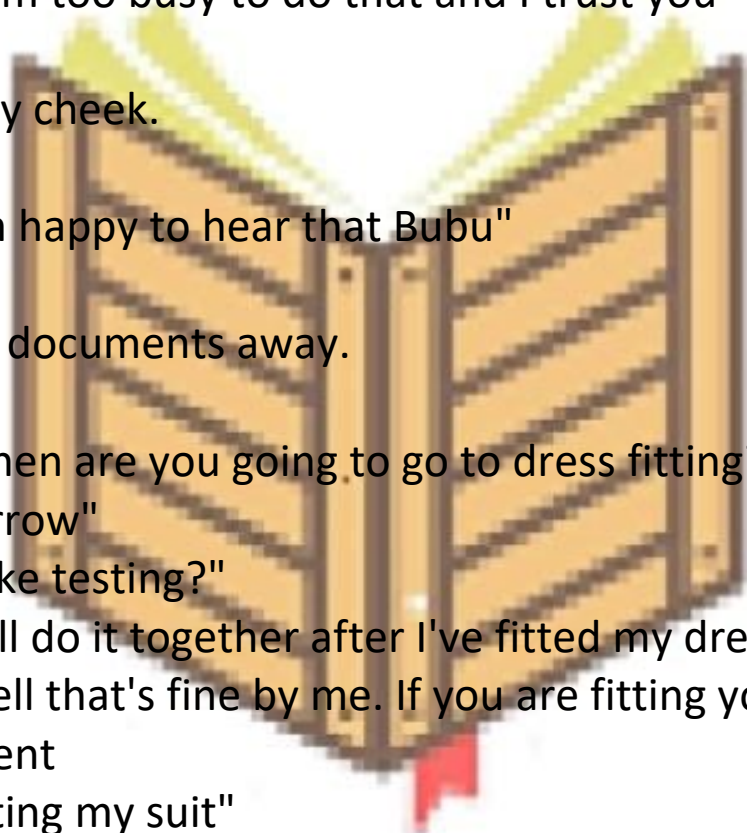 m too busy to do that and I trust you
y cheek.
happy to hear that Bubu"
documents away.
hen are you going to go to dress fitting
rrow"
ke testing?"
ll do it together after I've fitted my dre
ell that's fine by me. If you are fitting yo
ent
ting my suit"